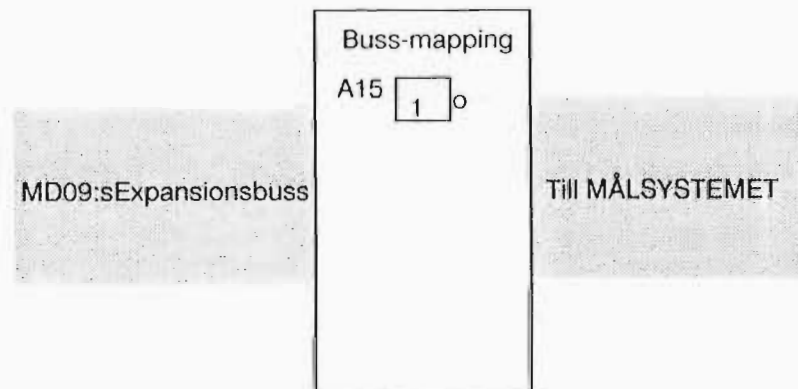 Buss-mapping
A15
1
MD09:sExpansionsbuss
Till MÅLSYSTEMET